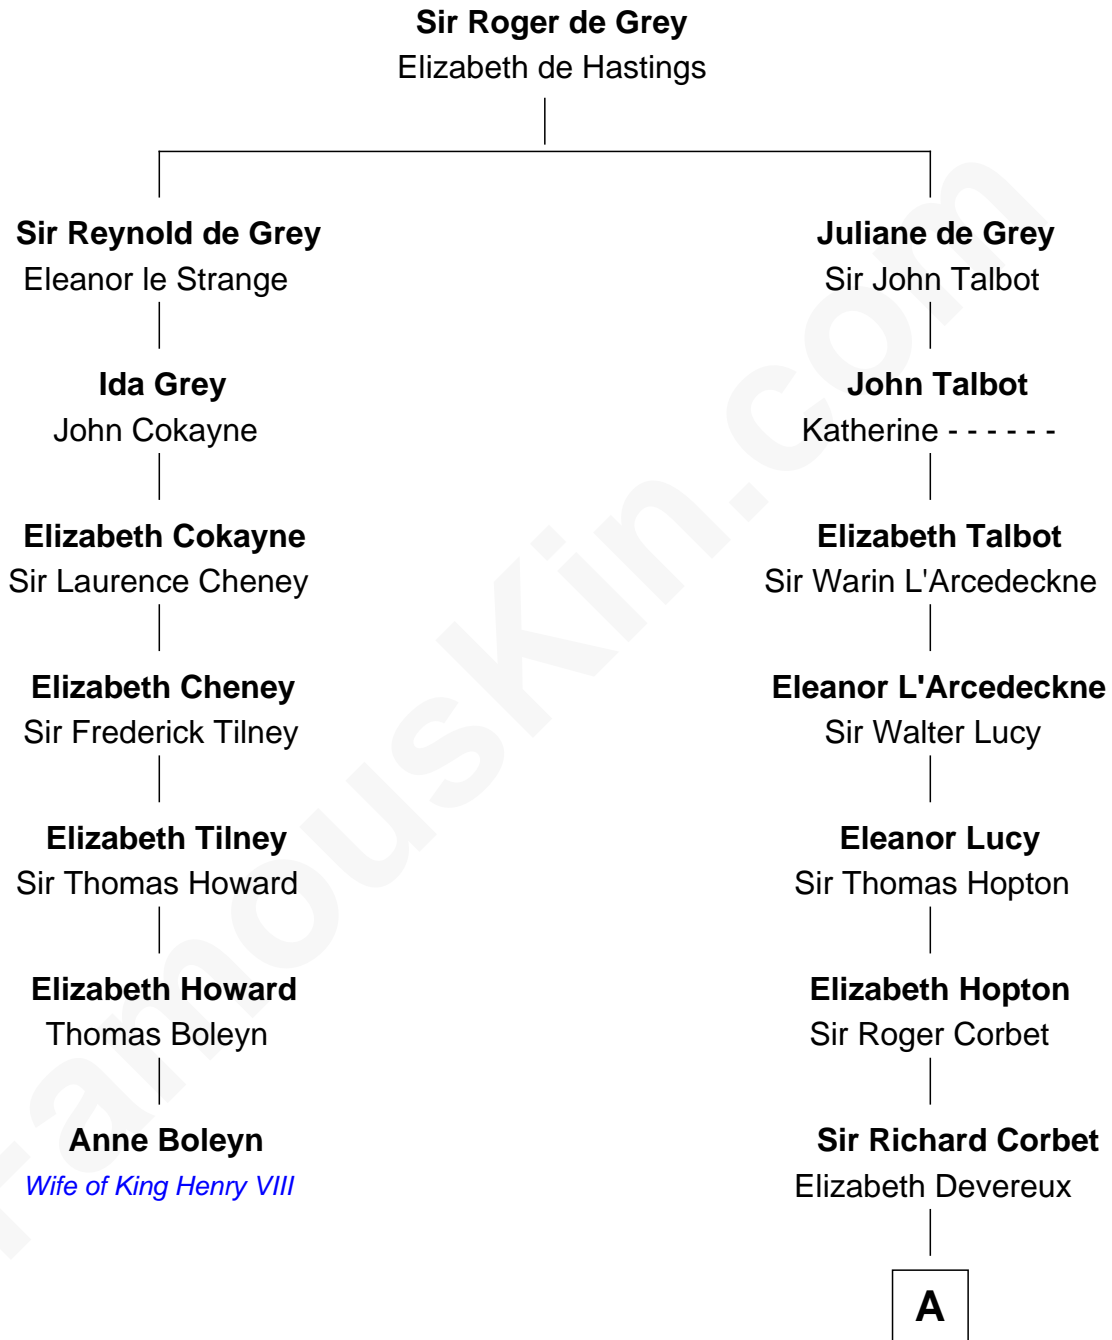 Sir Roger de Grey
Elizabeth de Hastings
Sir Reynold de Grey
Eleanor le Strange
Juliane de Grey
Sir John Talbot
Ida Grey
John Cokayne
John Talbot
Katherine - - - - - -
Elizabeth Cokayne
Sir Laurence Cheney
Elizabeth Talbot
Sir Warin L'Arcedeckne
Elizabeth Cheney
Sir Frederick Tilney
Eleanor L'Arcedeckne
Sir Walter Lucy
Elizabeth Tilney
Sir Thomas Howard
Eleanor Lucy
Sir Thomas Hopton
Elizabeth Howard
Thomas Boleyn
Elizabeth Hopton
Sir Roger Corbet
Anne Boleyn
Wife of King Henry VIII
Sir Richard Corbet
Elizabeth Devereux
A
FamousKin.com